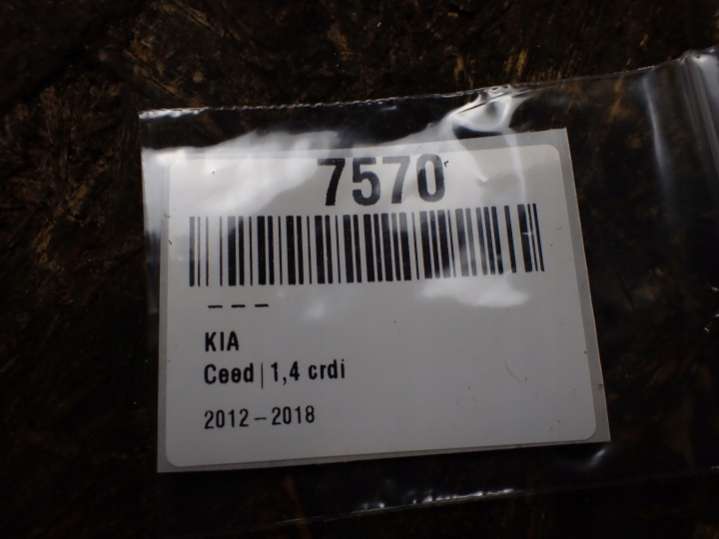 7570
– – –
KIA
Ceed | 1,4 crdi
2012 – 2018